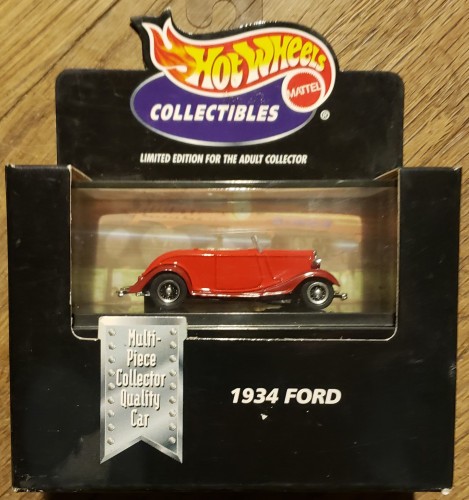 Hot Wheels
MATTEL
COLLECTIBLES ®
LIMITED EDITION FOR THE ADULT COLLECTOR
Multi-
Piece
Collector
Quality
Car
1934 FORD